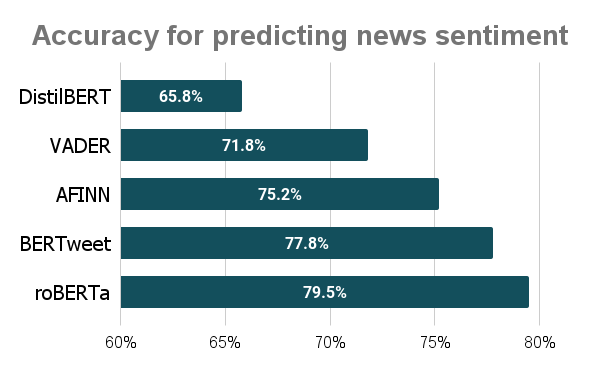 Accuracy for predicting news sentiment
DistilBERT 65.8%
VADER 71.8%
AFINN 75.2%
BERTweet 77.8%
roBERTa 79.5%
60% 65% 70% 75% 80%